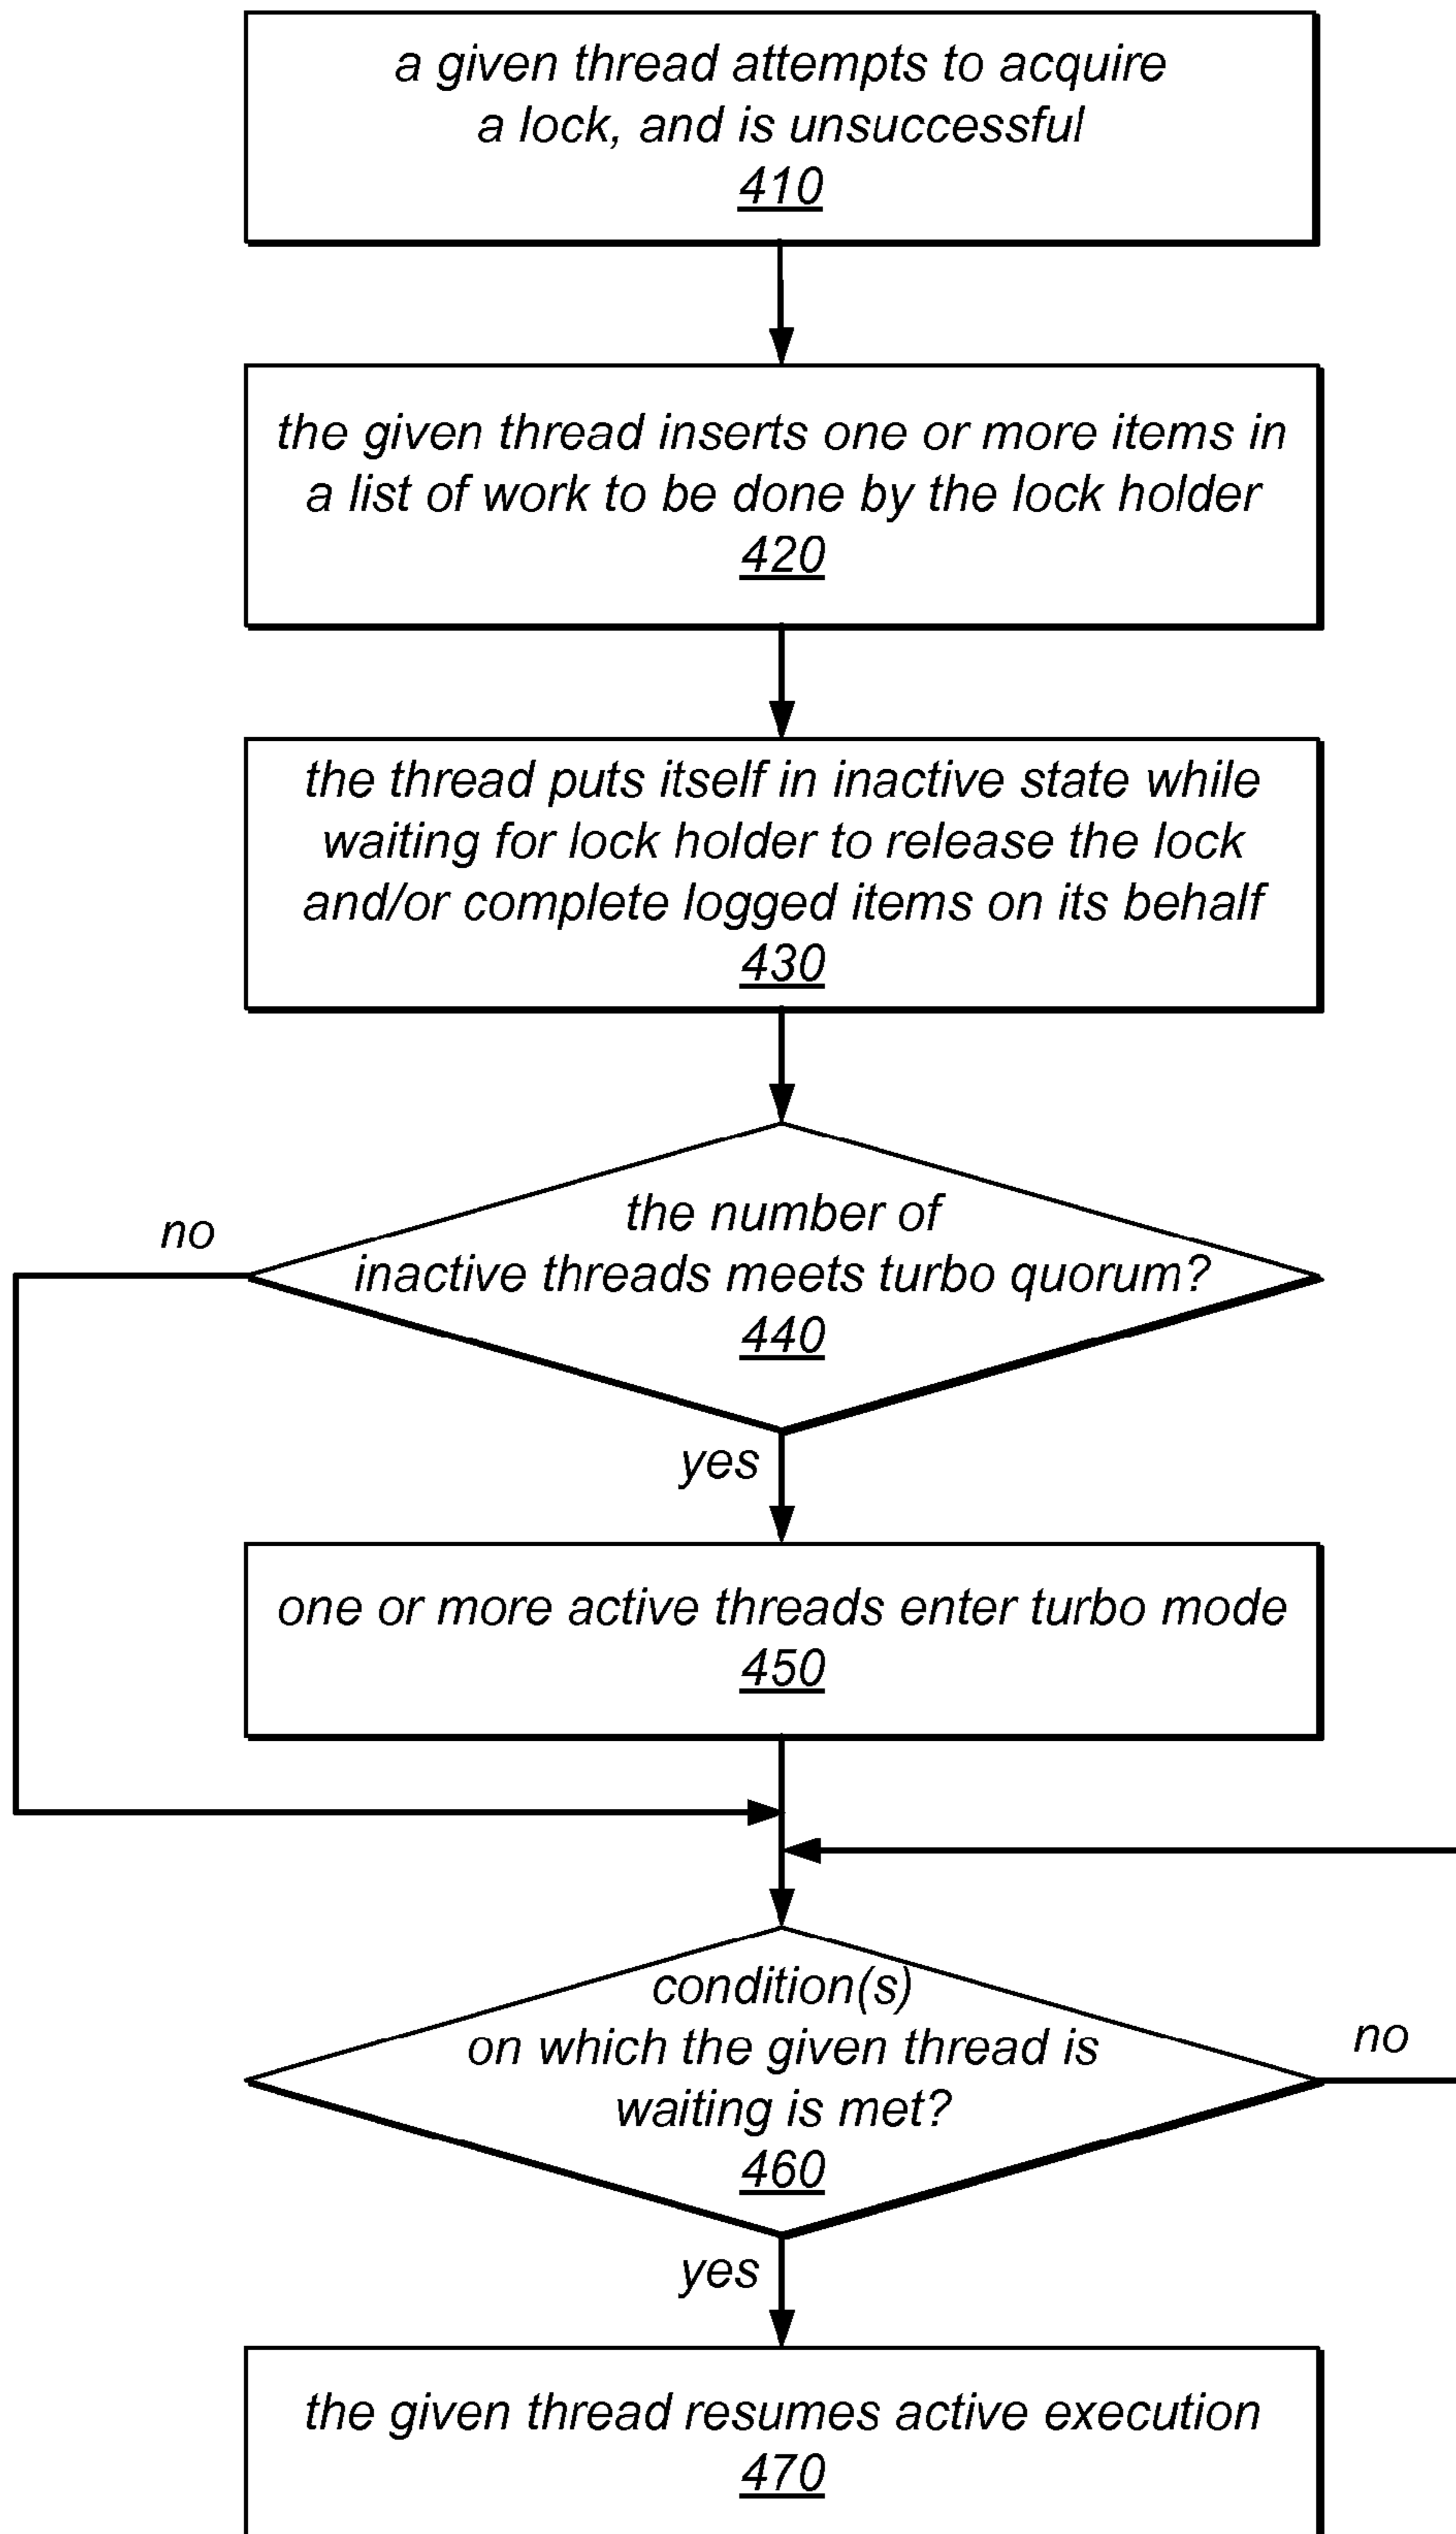 a given thread attempts to acquire
a lock, and is unsuccessful
410
the given thread inserts one or more items in
a list of work to be done by the lock holder
420
the thread puts itself in inactive state while
waiting for lock holder to release the lock
and/or complete logged items on its behalf
430
no
the number of
inactive threads meets turbo quorum?
440
yes
one or more active threads enter turbo mode
450
condition(s)
on which the given thread is
waiting is met?
460
no
yes
the given thread resumes active execution
470